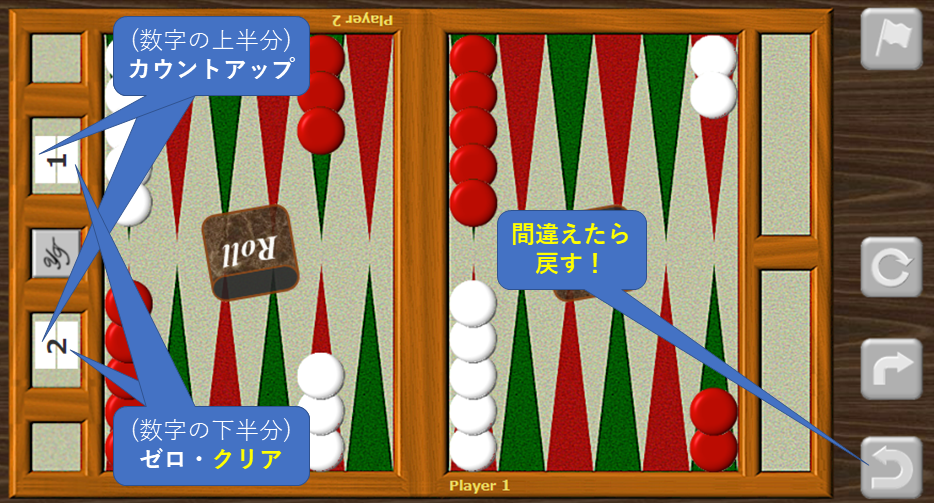 Player 2
(数字の上半分)
カウントアップ
1
Roll
間違えたら
戻す！
2
(数字の下半分)
ゼロ・クリア
Player 1